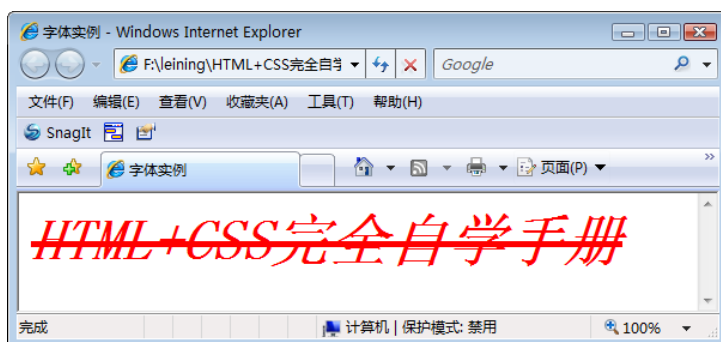 字体实例 - Windows Internet Explorer
F:\leining\HTML+CSS完全自学
Google
文件(F) 编辑(E) 查看(V) 收藏夹(A) 工具(T) 帮助(H)
SnagIt
字体实例
页面(P)
HTML+CSS完全自学手册
完成
计算机 | 保护模式: 禁用
100%